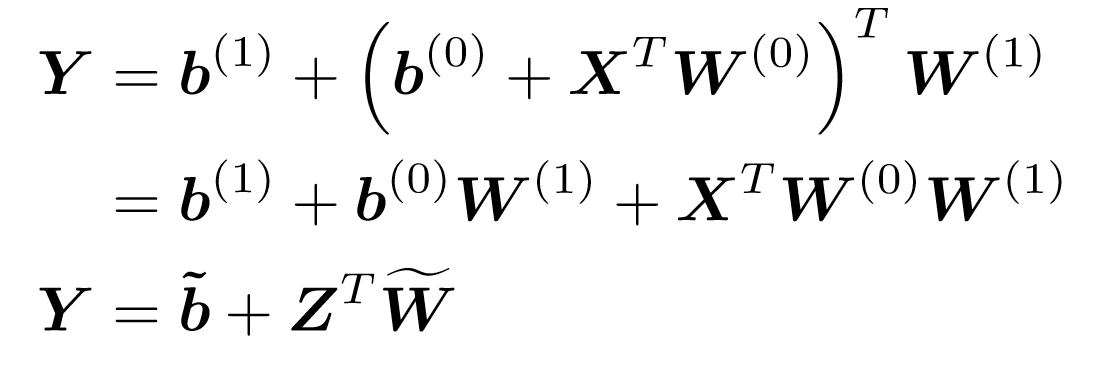 Y = b^{(1)} + (b^{(0)} + X^T W^{(0)})^T W^{(1)}
= b^{(1)} + b^{(0)} W^{(1)} + X^T W^{(0)} W^{(1)}
Y = \tilde{b} + Z^T \widetilde{W}